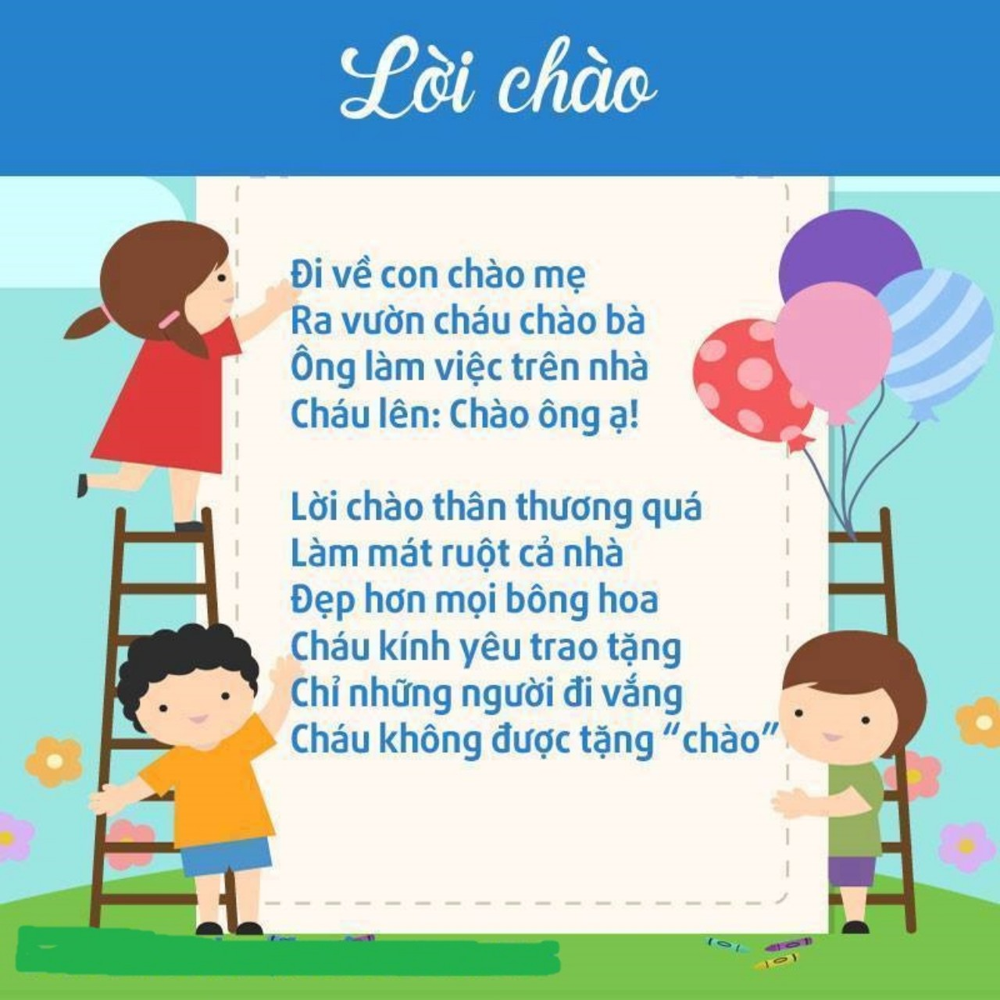 Lời chào
Đi về con chào mẹ
Ra vườn cháu chào bà
Ông làm việc trên nhà
Cháu lên: Chào ông ạ!
Lời chào thân thương quá
Làm mát ruột cả nhà
Đẹp hơn mọi bông hoa
Cháu kính yêu trao tặng
Chỉ những người đi vắng
Cháu không được tặng “chào”